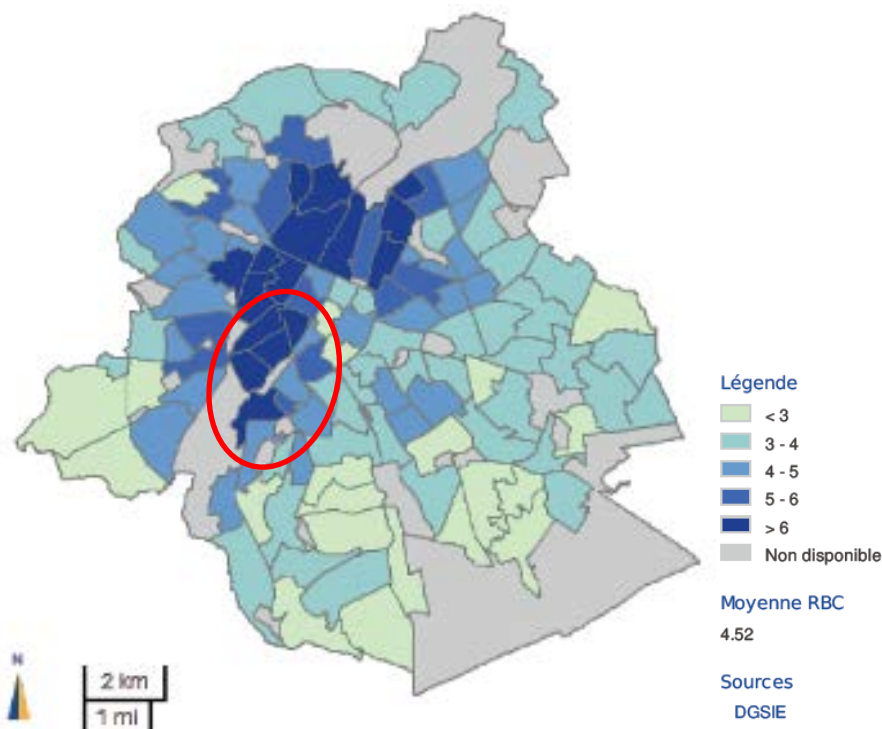 Légende
< 3
3 - 4
4 - 5
5 - 6
> 6
Non disponible
Moyenne RBC
4.52
Sources
DGSIE
N
2 km
1 mi